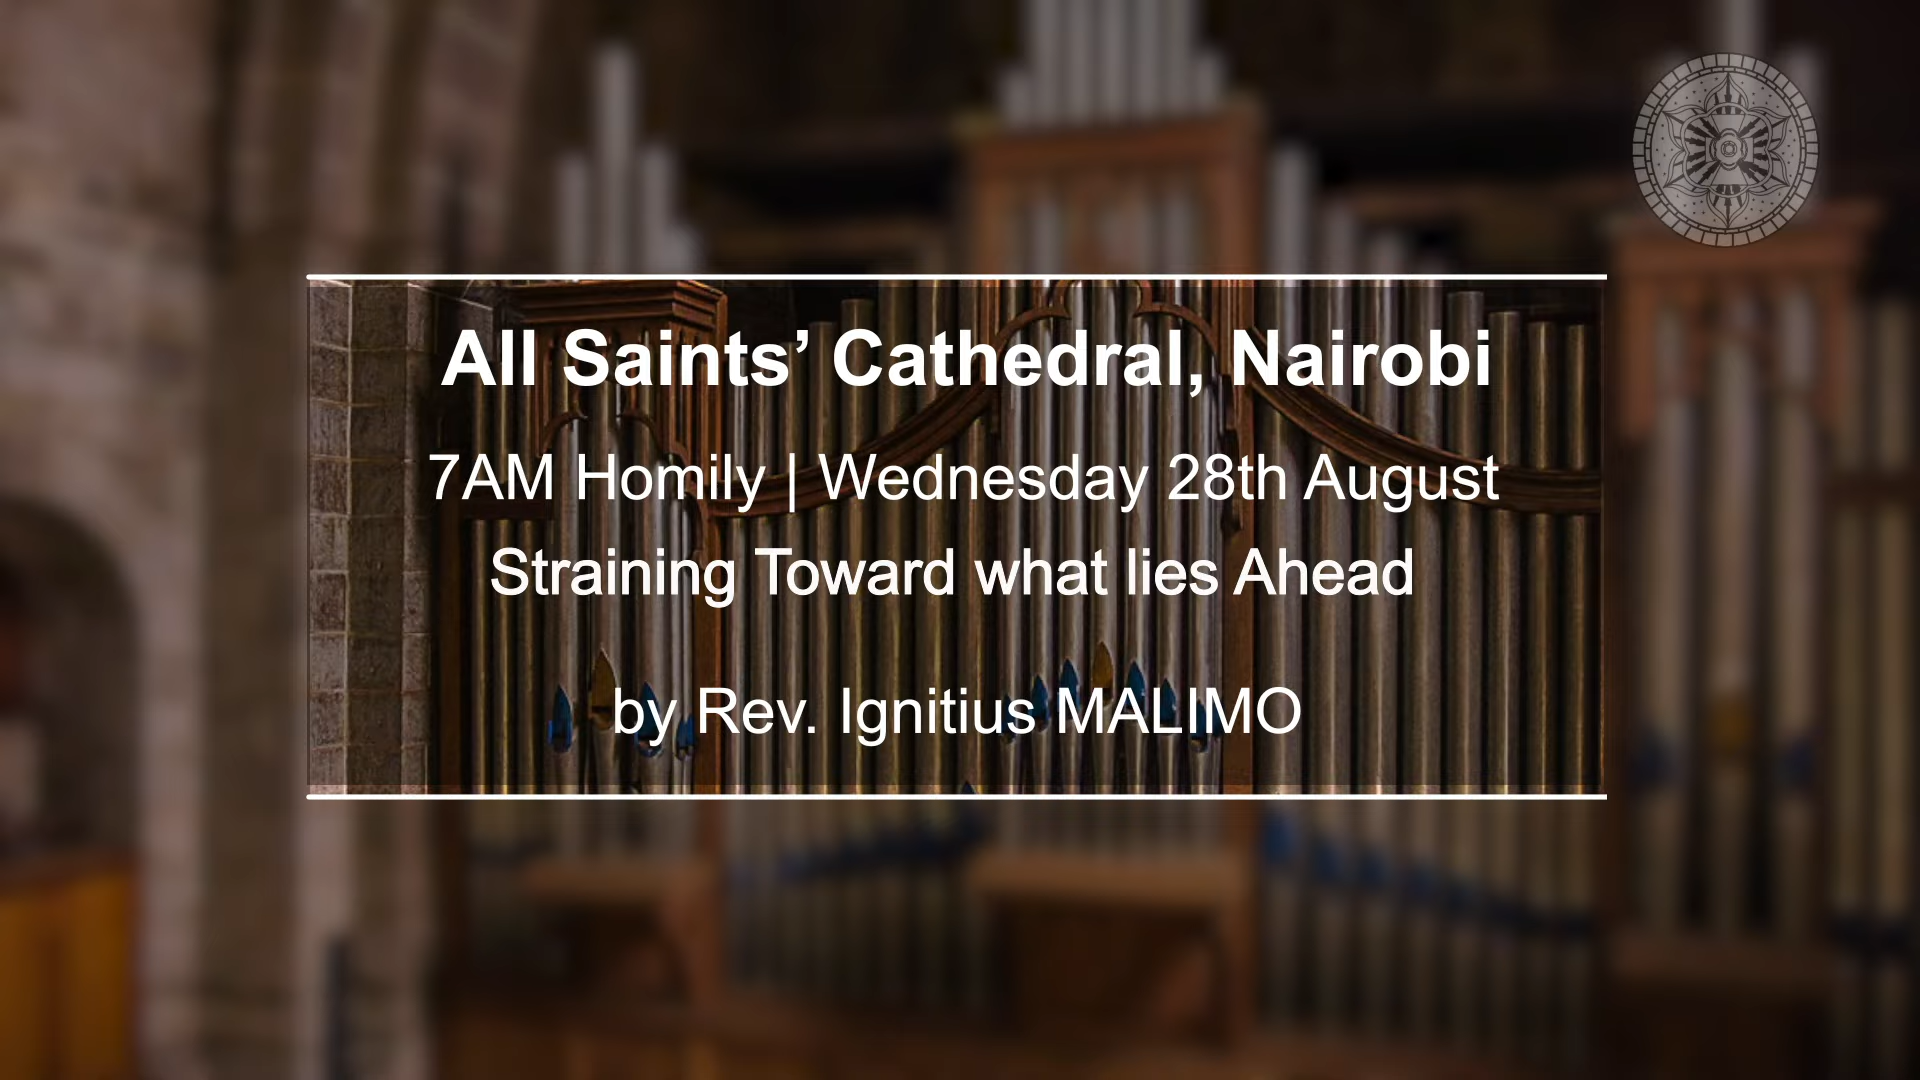 All Saints’ Cathedral, Nairobi
7AM Homily | Wednesday 28th August
Straining Toward what lies Ahead
by Rev. Ignitius MALIMO